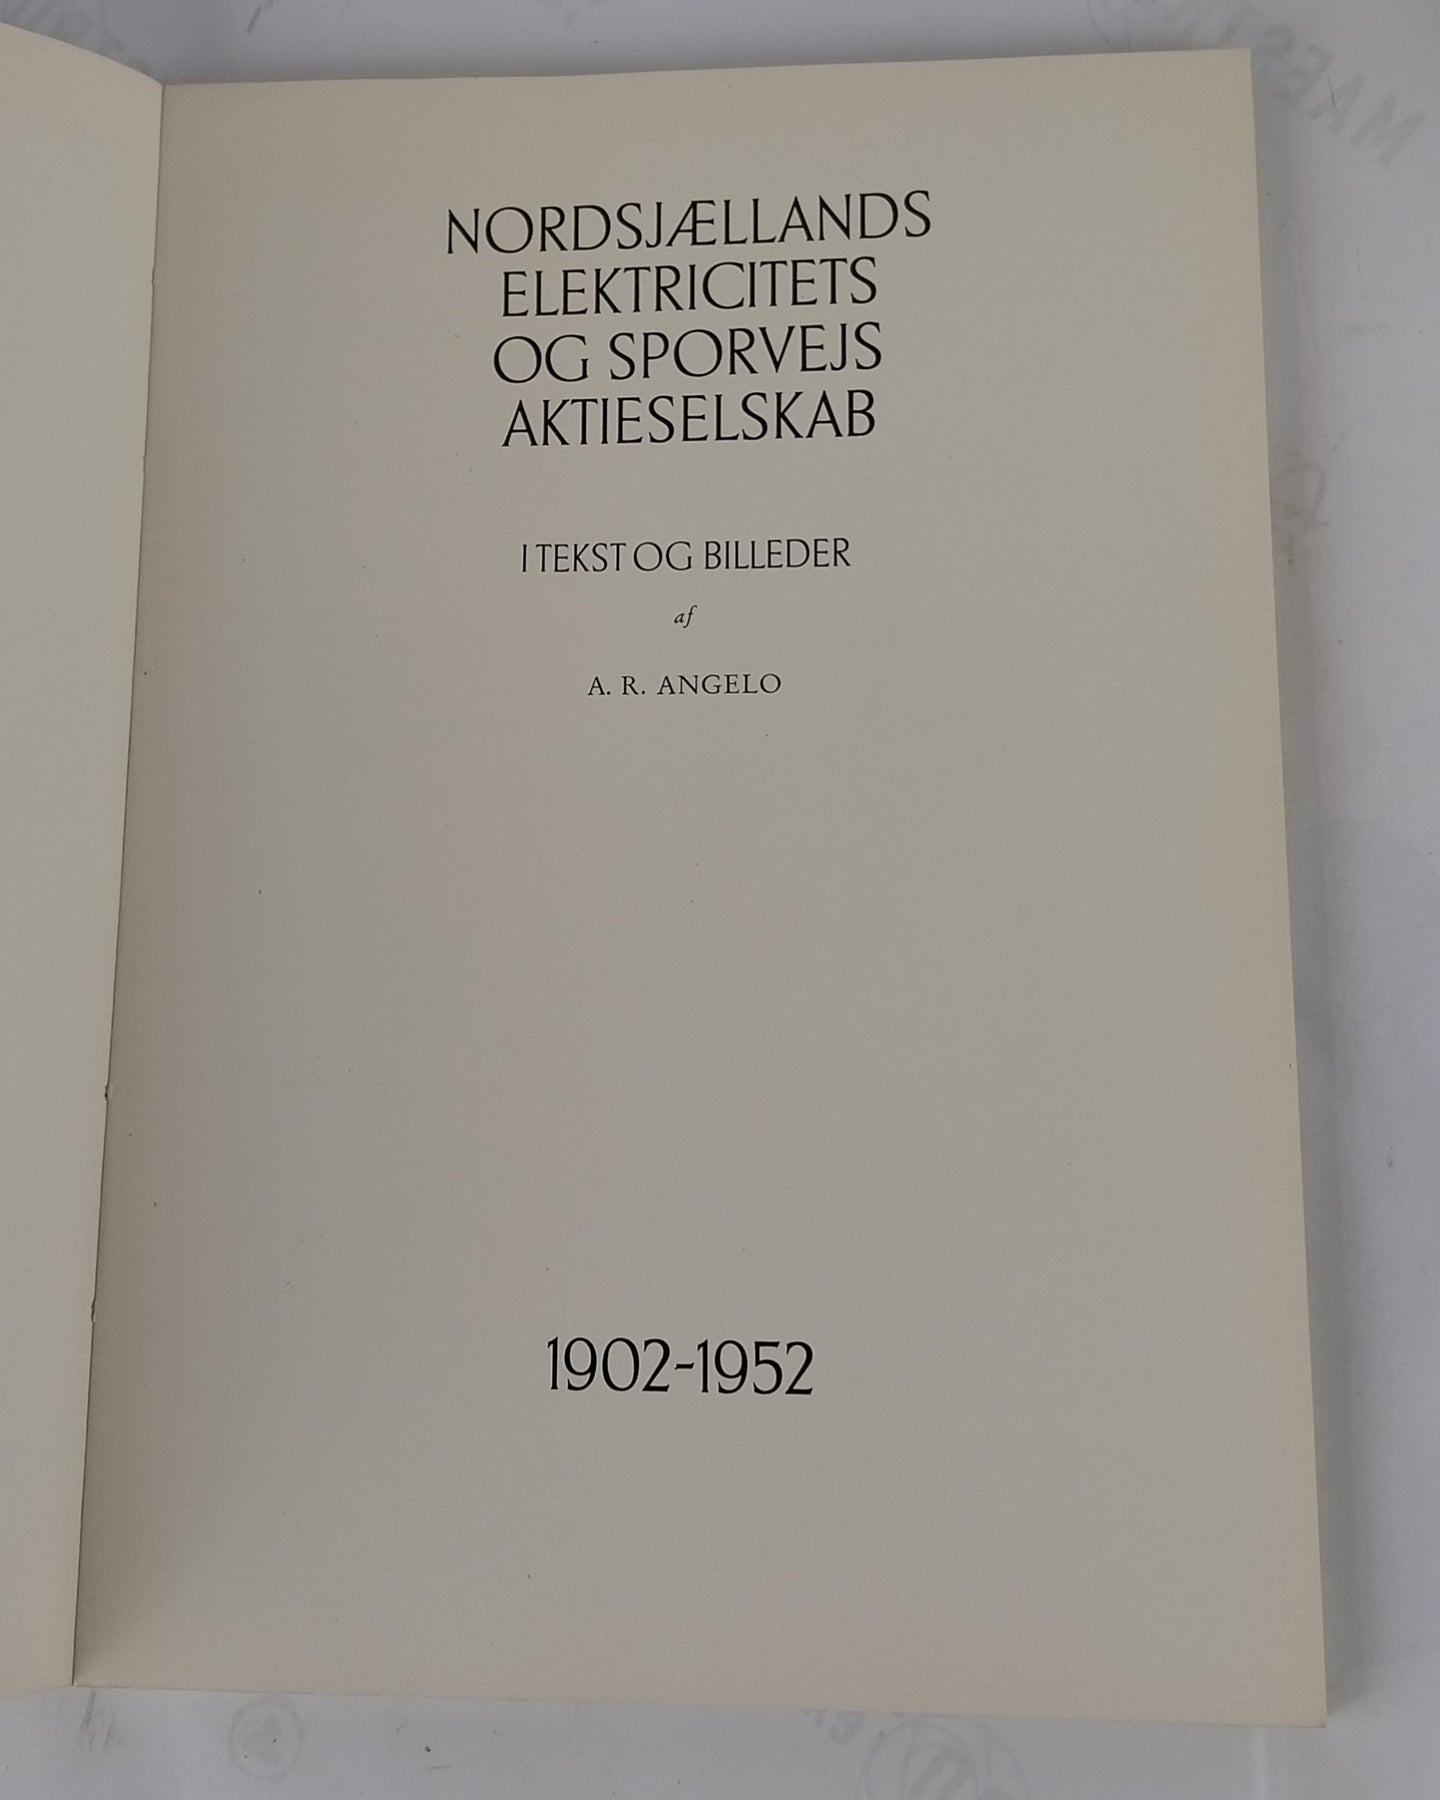 NORDSJÆLLANDS
ELEKTRICITETS
OG SPORVEJS
AKTIESELSKAB
I TEKST OG BILLEDER
af
A. R. ANGELO
1902-1952